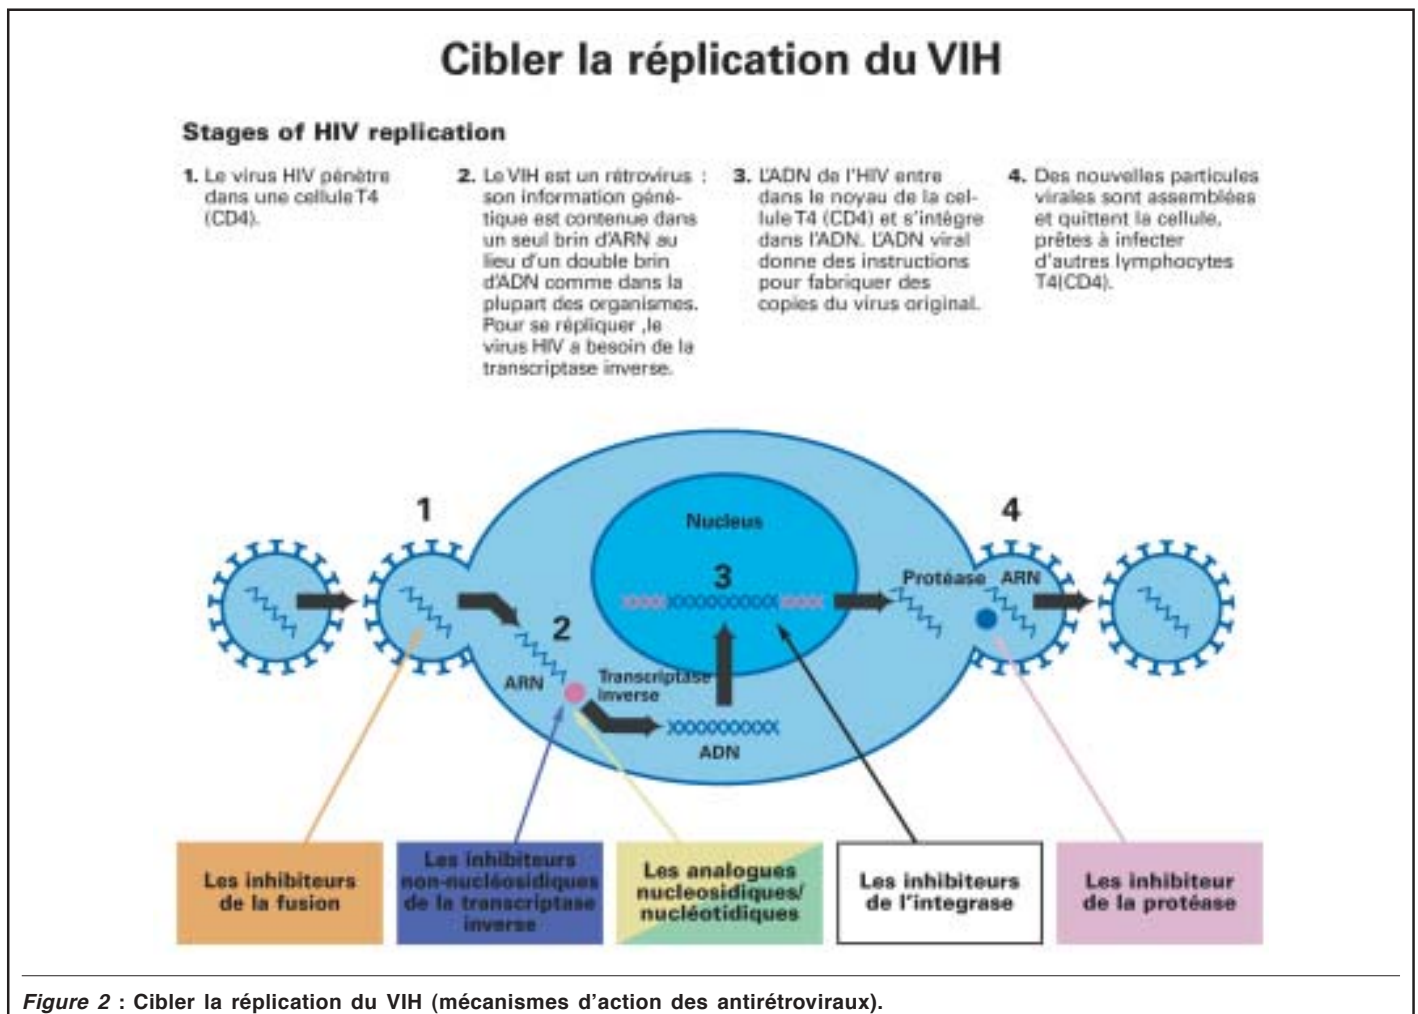 Cibler la réplication du VIH
Stages of HIV replication
1. Le virus HIV pénètre
dans une cellule T4
(CD4).
2. Le VIH est un rétrovirus :
son information géné-
tique est contenue dans
un seul brin d'ARN au
lieu d'un double brin
d'ADN comme dans la
plupart des organismes.
Pour se répliquer ,le
virus HIV a besoin de la
transcriptase inverse.
3. L'ADN de l'HIV entre
dans le noyau de la cel-
lule T4 (CD4) et s'intègre
dans l'ADN. L'ADN viral
donne des instructions
pour fabriquer des
copies du virus original.
4. Des nouvelles particules
virales sont assemblées
et quittent la cellule,
prêtes à infecter
d'autres lymphocytes
T4(CD4).
1
Nucleus
4
3
Protéase ARN
2
ARN
Transcriptase
inverse
ADN
Les inhibiteurs
de la fusion
Les inhibiteurs
non-nucléosidiques
de la transcriptase
inverse
Les analogues
nucleosidiques/
nucléotidiques
Les inhibiteurs
de l'integrase
Les inhibiteur
de la protéase
Figure 2 : Cibler la réplication du VIH (mécanismes d'action des antirétroviraux).